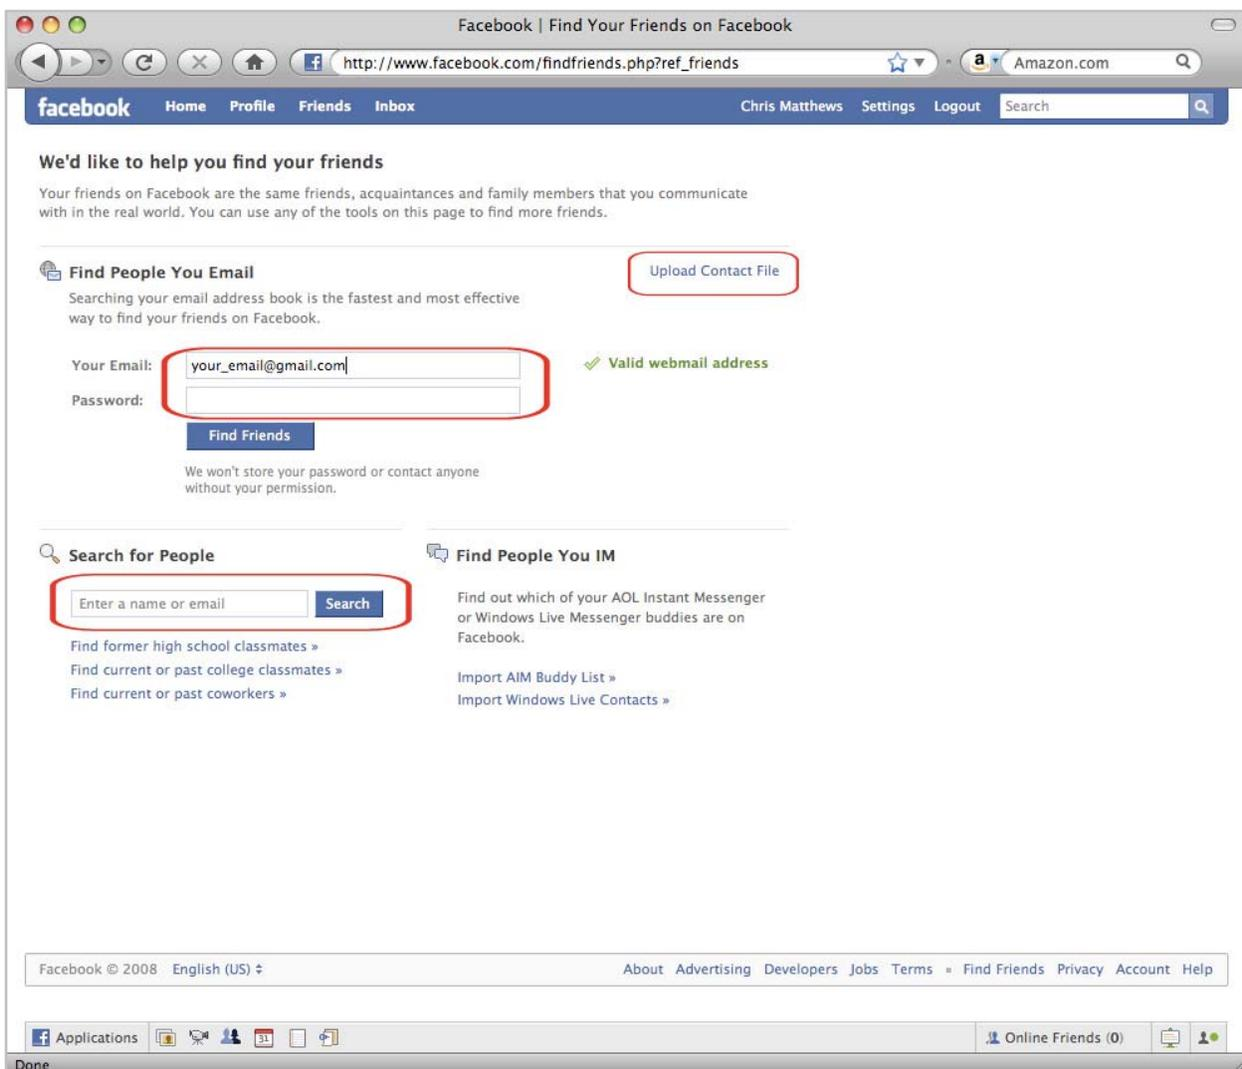 Facebook | Find Your Friends on Facebook
http://www.facebook.com/findfriends.php?ref_friends
a Amazon.com
facebook Home Profile Friends Inbox Chris Matthews Settings Logout Search
We'd like to help you find your friends
Your friends on Facebook are the same friends, acquaintances and family members that you communicate
with in the real world. You can use any of the tools on this page to find more friends.
Find People You Email
Upload Contact File
Searching your email address book is the fastest and most effective
way to find your friends on Facebook.
Your Email: your_email@gmail.com Valid webmail address
Password:
Find Friends
We won't store your password or contact anyone
without your permission.
Search for People
Enter a name or email Search
Find former high school classmates »
Find current or past college classmates »
Find current or past coworkers »
Find People You IM
Find out which of your AOL Instant Messenger
or Windows Live Messenger buddies are on
Facebook.
Import AIM Buddy List »
Import Windows Live Contacts »
Facebook © 2008 English (US) About Advertising Developers Jobs Terms Find Friends Privacy Account Help
f Applications 31 Online Friends (0)
Done